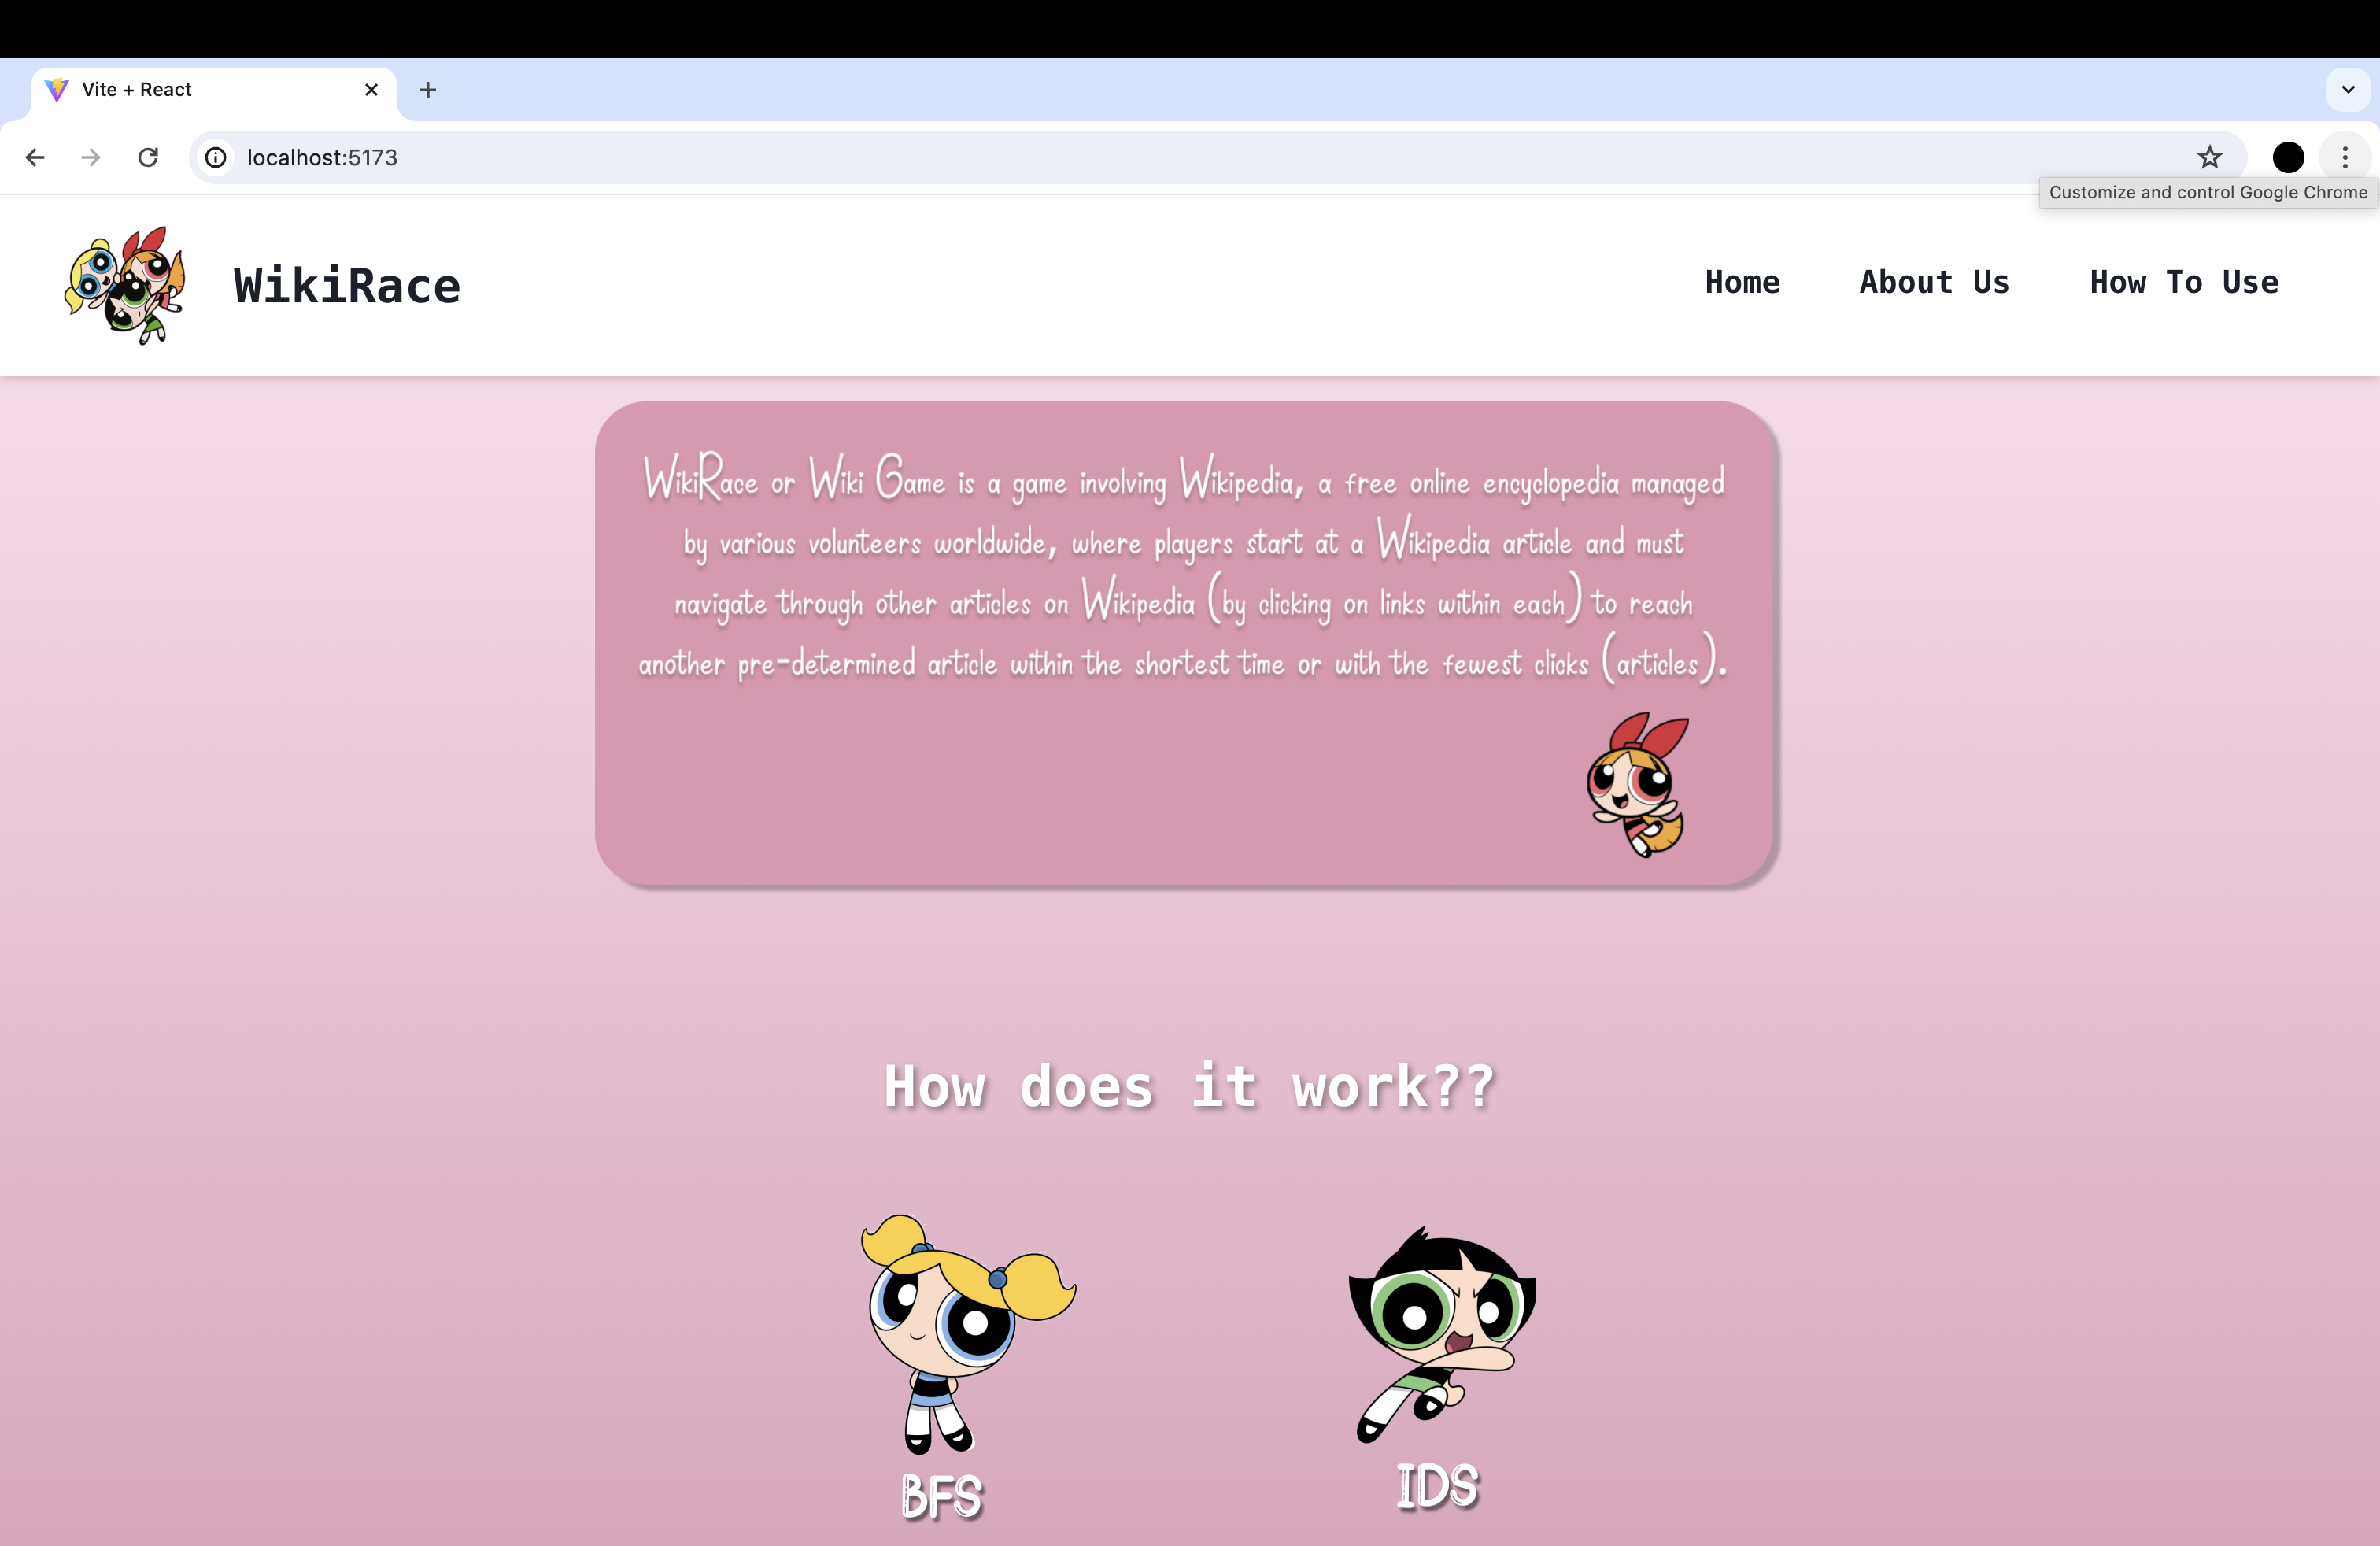 Vite + React
localhost:5173
Customize and control Google Chrome
WikiRace
Home About Us How To Use
WikiRace or Wiki Game is a game involving Wikipedia, a free online encyclopedia managed
by various volunteers worldwide, where players start at a Wikipedia article and must
navigate through other articles on Wikipedia (by clicking on links within each) to reach
another pre-determined article within the shortest time or with the fewest clicks (articles).
How does it work??
BFS IDS